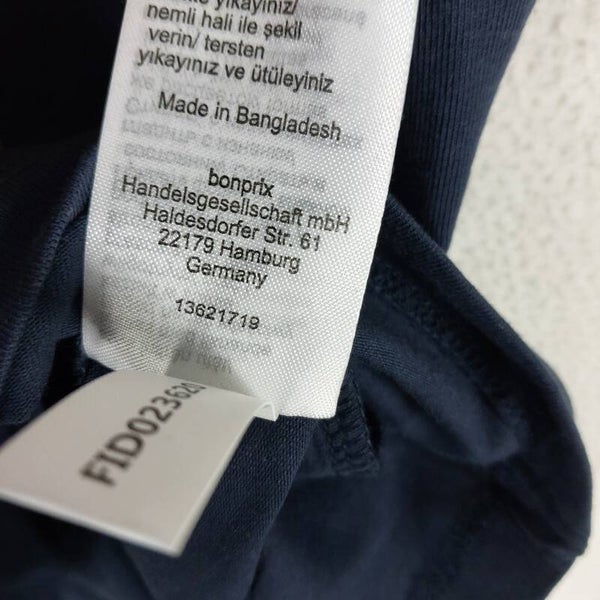 yıkayınız/
nemli hali ile şekil
verin/ tersten
yıkayınız ve ütüleyiniz
Made in Bangladesh
bonprix
Handelsgesellschaft mbH
Haldesdorfer Str. 61
22179 Hamburg
Germany
13621719